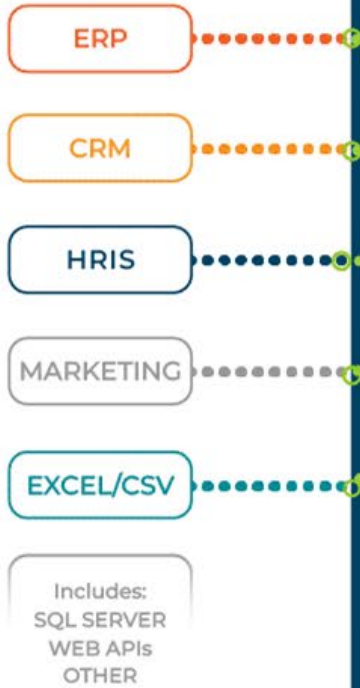 ERP
CRM
HRIS
MARKETING
EXCEL/CSV
Includes:
SQL SERVER
WEB APIs
OTHER